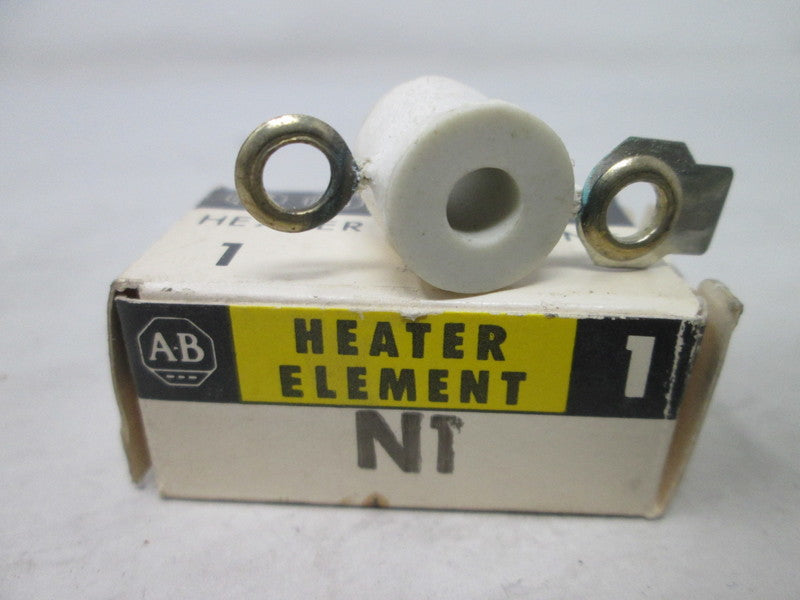 HEATER
1
A-B
HEATER
ELEMENT
1
N1